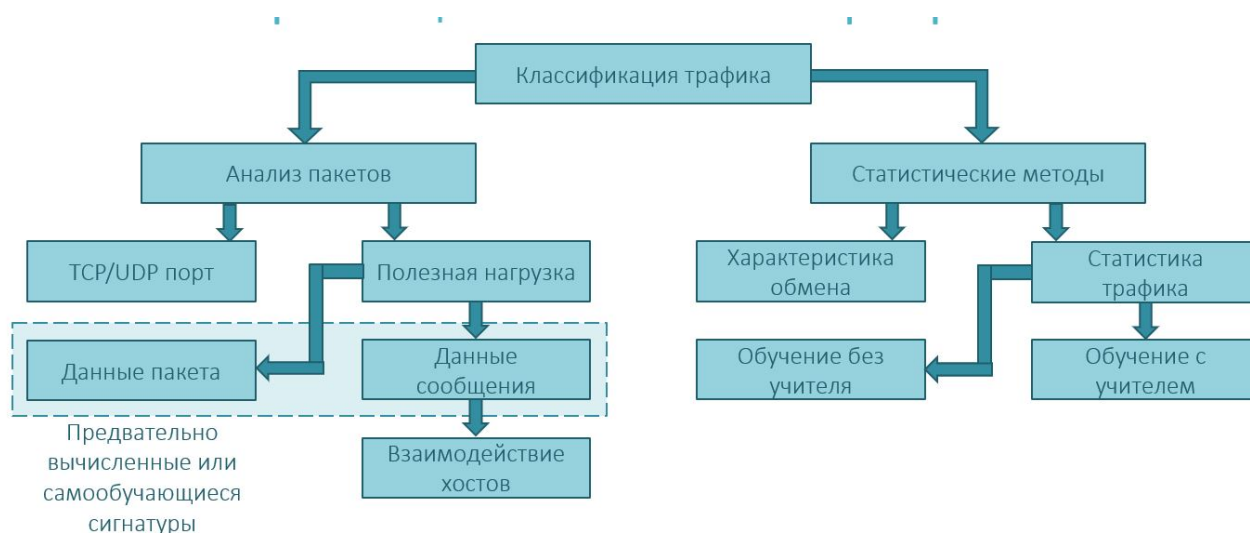 Классификация трафика
Анализ пакетов
Статистические методы
TCP/UDP порт
Полезная нагрузка
Характеристика
обмена
Статистика
трафика
Данные пакета
Данные
сообщения
Обучение без
учителя
Обучение с
учителем
Предвательно
вычисленные или
самообучающиеся
сигнатуры
Взаимодействие
хостов